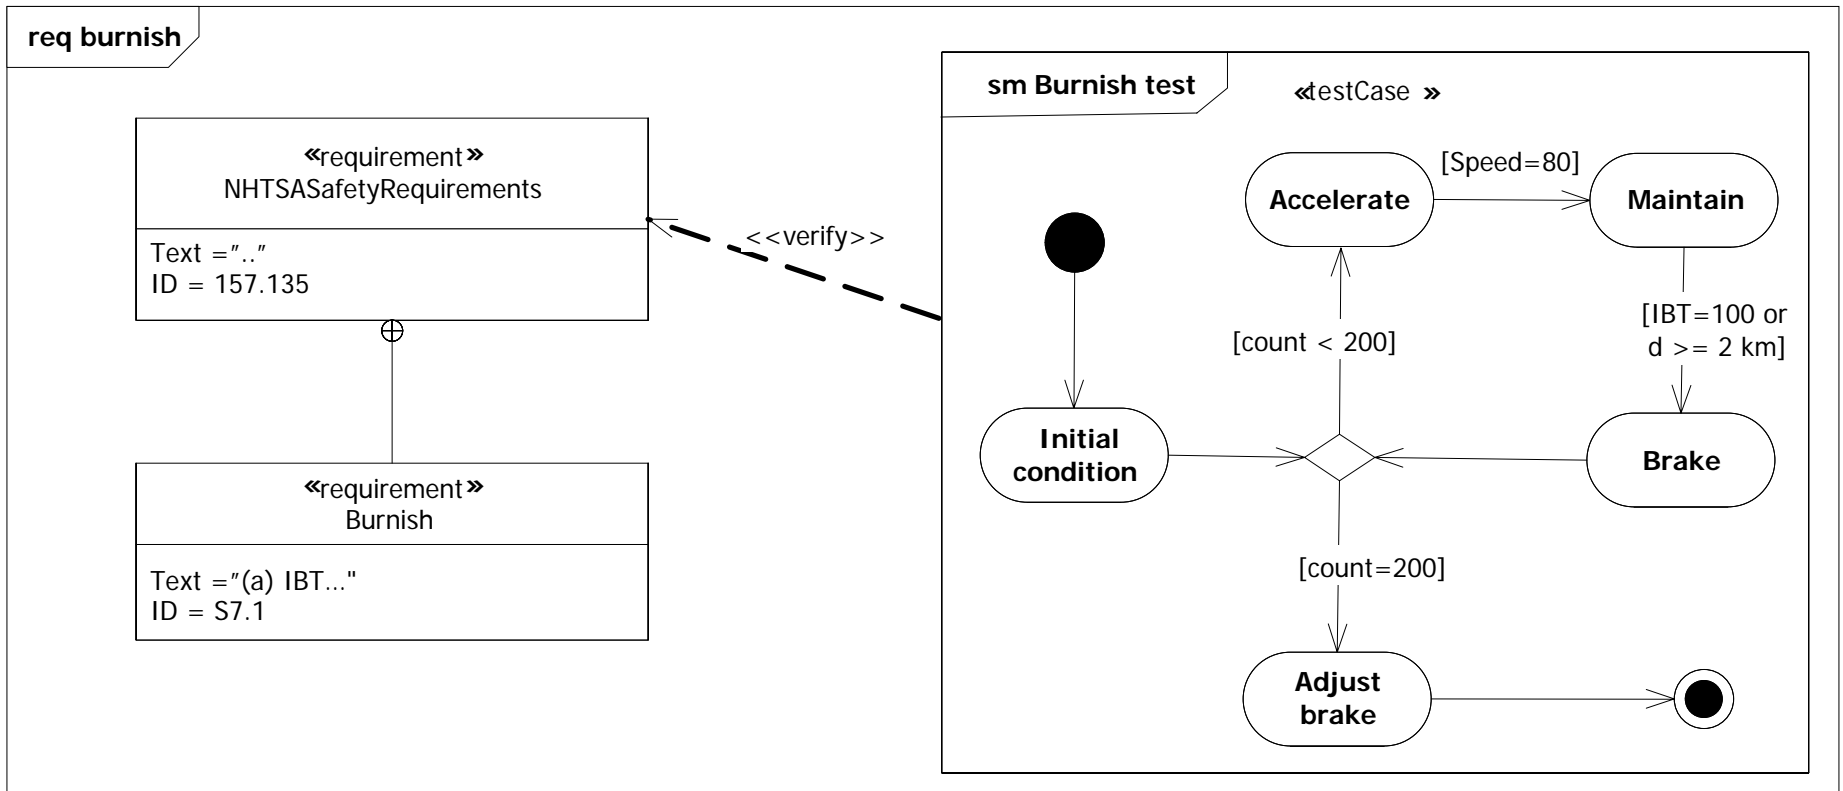 req burnish
«requirement»
NHTSASafetyRequirements
Text =".."
ID = 157.135
«requirement»
Burnish
Text ="(a) IBT..."
ID = S7.1
<<verify>>
sm Burnish test
«testCase »
Accelerate
[Speed=80]
Maintain
[count < 200]
[IBT=100 or
d >= 2 km]
Initial
condition
Brake
[count=200]
Adjust
brake